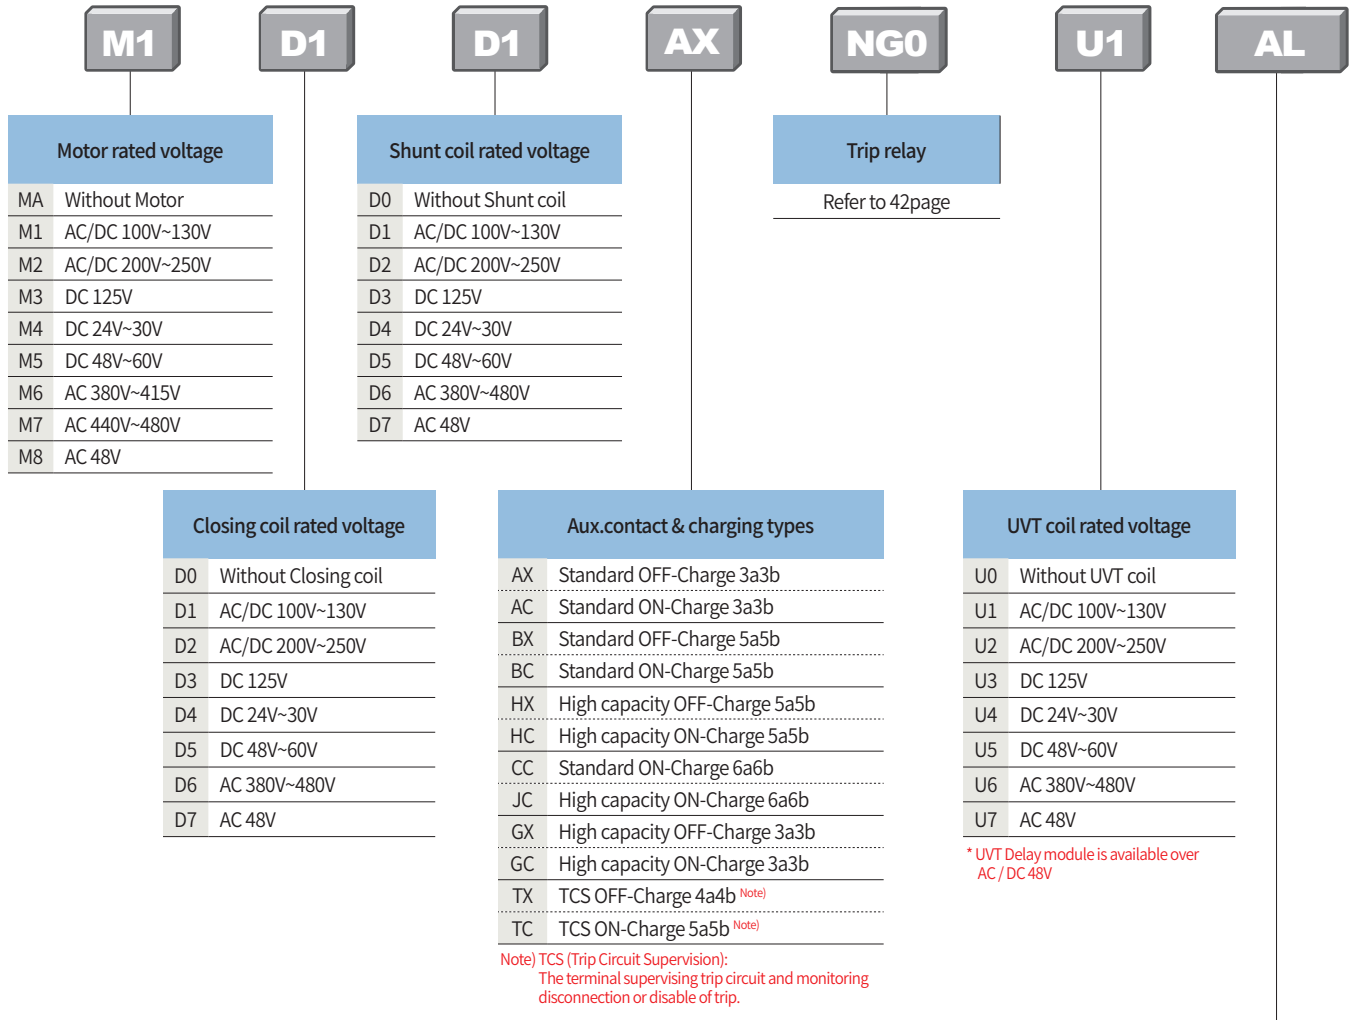 M1 D1 D1 AX NG0 U1 AL
Motor rated voltage
MA Without Motor
M1 AC/DC 100V~130V
M2 AC/DC 200V~250V
M3 DC 125V
M4 DC 24V~30V
M5 DC 48V~60V
M6 AC 380V~415V
M7 AC 440V~480V
M8 AC 48V
Shunt coil rated voltage
D0 Without Shunt coil
D1 AC/DC 100V~130V
D2 AC/DC 200V~250V
D3 DC 125V
D4 DC 24V~30V
D5 DC 48V~60V
D6 AC 380V~480V
D7 AC 48V
Trip relay
Refer to 42page
Closing coil rated voltage
D0 Without Closing coil
D1 AC/DC 100V~130V
D2 AC/DC 200V~250V
D3 DC 125V
D4 DC 24V~30V
D5 DC 48V~60V
D6 AC 380V~480V
D7 AC 48V
Aux.contact & charging types
AX Standard OFF-Charge 3a3b
AC Standard ON-Charge 3a3b
BX Standard OFF-Charge 5a5b
BC Standard ON-Charge 5a5b
HX High capacity OFF-Charge 5a5b
HC High capacity ON-Charge 5a5b
CC Standard ON-Charge 6a6b
JC High capacity ON-Charge 6a6b
GX High capacity OFF-Charge 3a3b
GC High capacity ON-Charge 3a3b
TX TCS OFF-Charge 4a4b Note)
TC TCS ON-Charge 5a5b Note)
Note) TCS (Trip Circuit Supervision):
The terminal supervising trip circuit and monitoring
disconnection or disable of trip.
UVT coil rated voltage
U0 Without UVT coil
U1 AC/DC 100V~130V
U2 AC/DC 200V~250V
U3 DC 125V
U4 DC 24V~30V
U5 DC 48V~60V
U6 AC 380V~480V
U7 AC 48V
* UVT Delay module is available over
AC / DC 48V